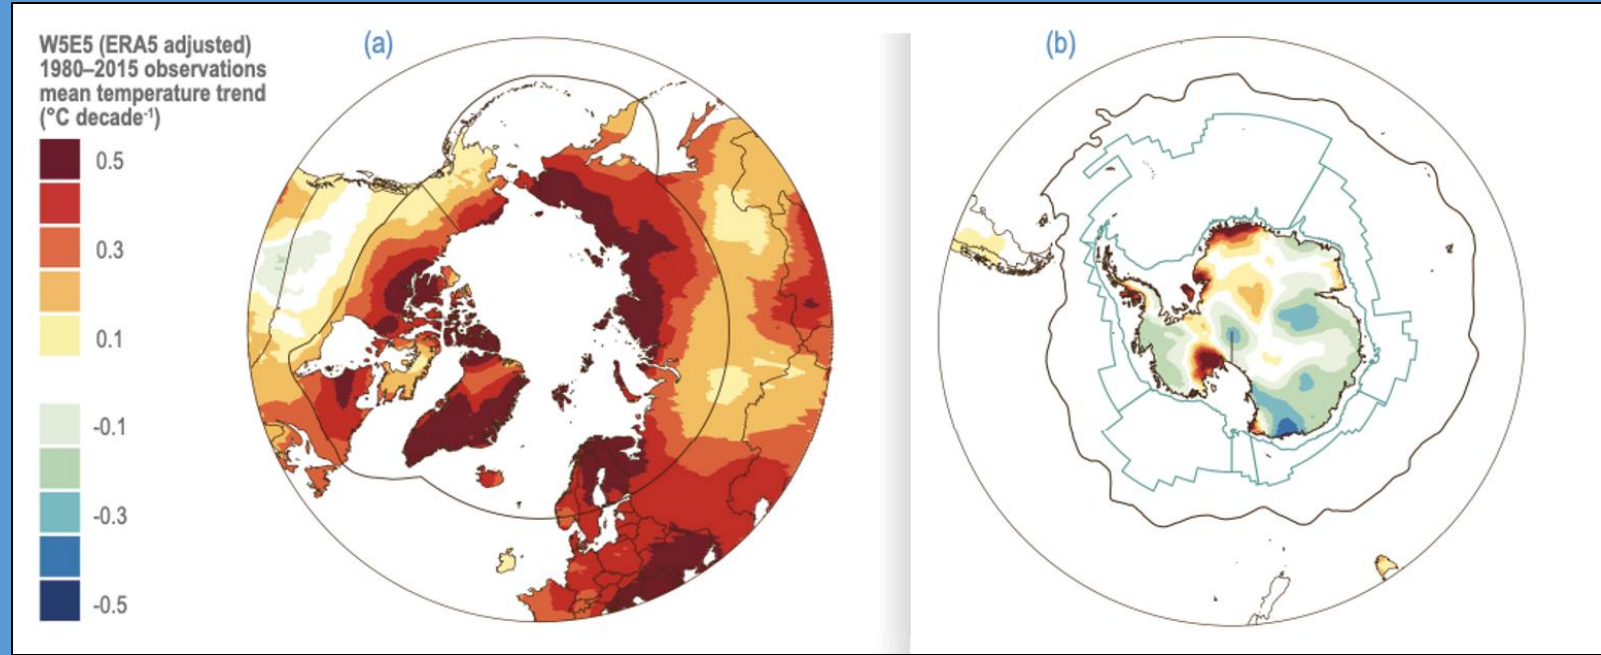 W5E5 (ERA5 adjusted)
1980–2015 observations
mean temperature trend
(°C decade⁻¹)
0.5
0.3
0.1
-0.1
-0.3
-0.5
(a)
(b)